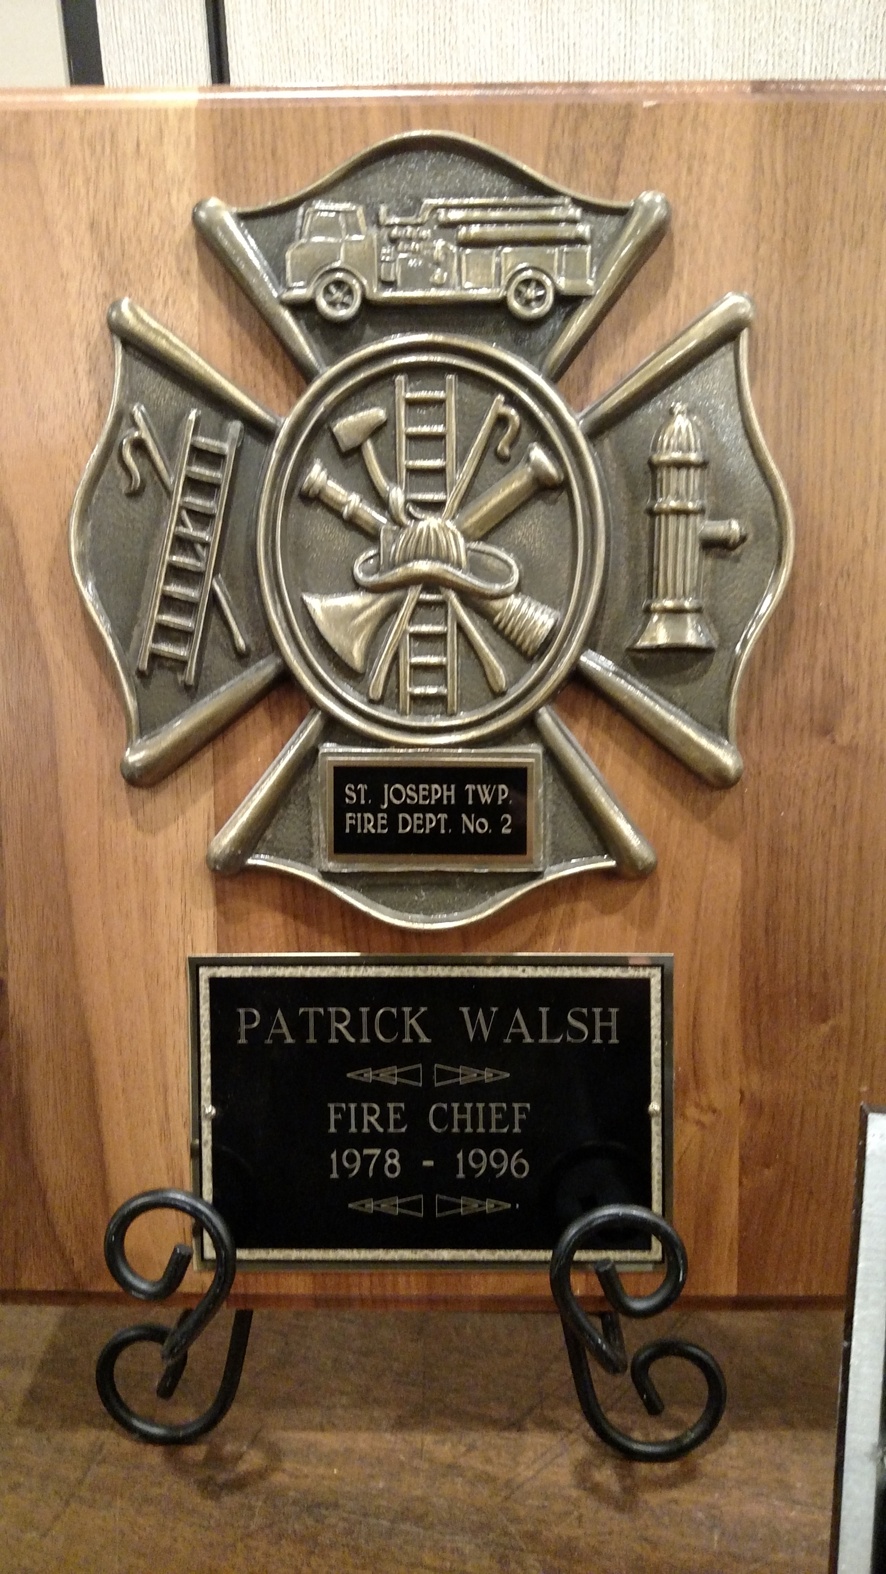 ST. JOSEPH TWP.
FIRE DEPT. No. 2
PATRICK WALSH
FIRE CHIEF
1978 - 1996